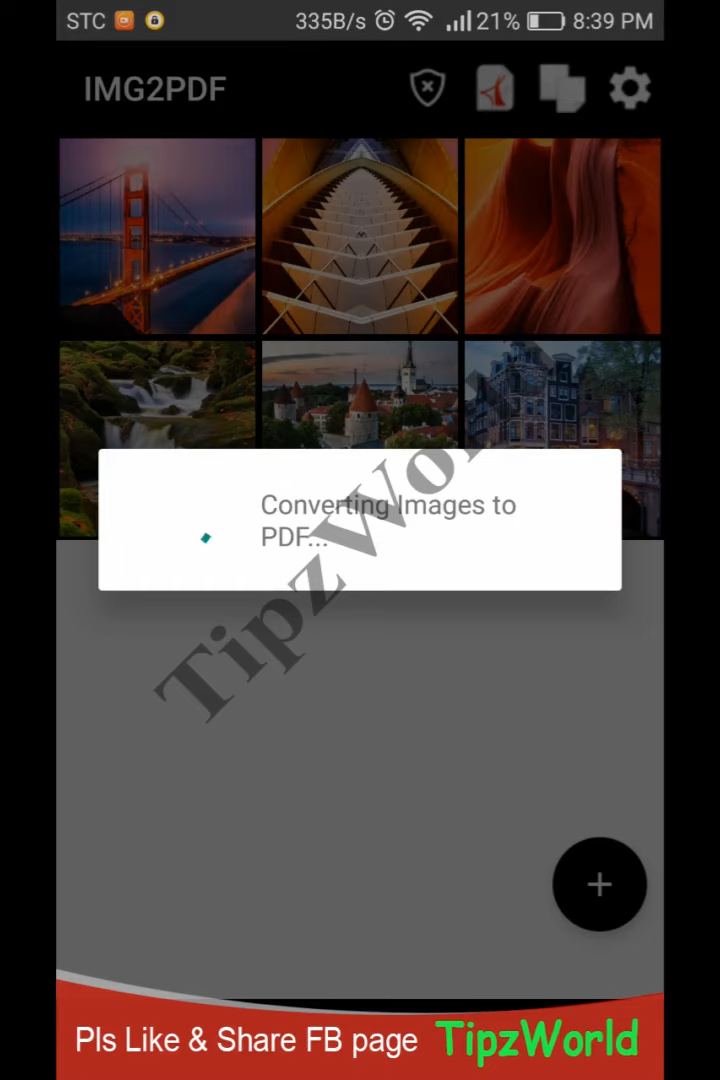 STC 335B/s 21% 8:39 PM
IMG2PDF
Converting Images to
PDF...
TipzWorld
Pls Like & Share FB page TipzWorld